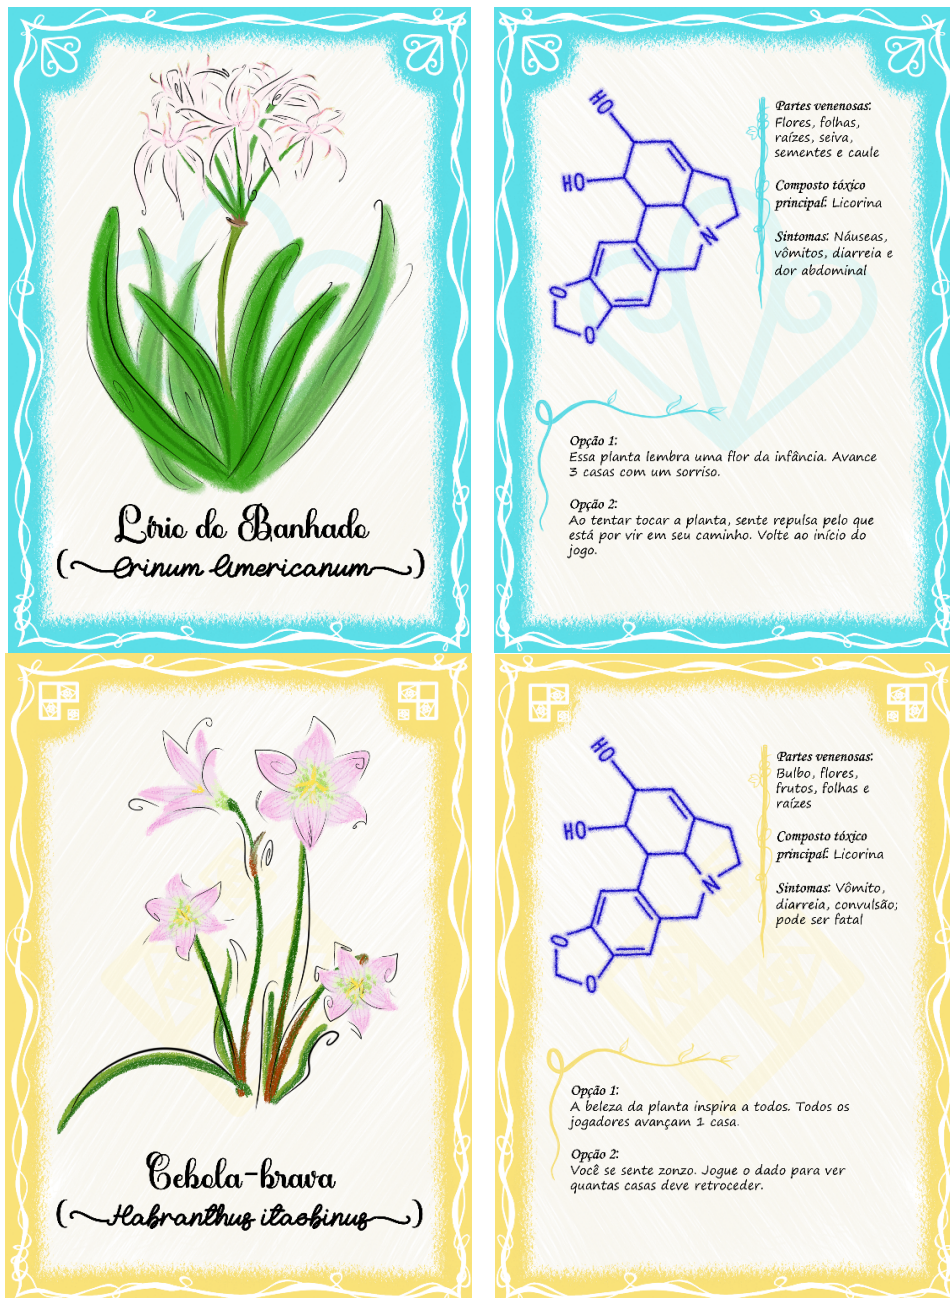 Lírio do Banhado
(Crinum Americanum)
HO
HO
N
O
O
Partes venenosas:
Flores, folhas,
raízes, seiva,
sementes e caule
Composto tóxico
principal: Licorina
Sintomas: Náuseas,
vômitos, diarreia e
dor abdominal
Opção 1:
Essa planta lembra uma flor da infância. Avance
3 casas com um sorriso.
Opção 2:
Ao tentar tocar a planta, sente repulsa pelo que
está por vir em seu caminho. Volte ao início do
jogo.
Cebola-brava
(Habranthus itaobinus)
HO
HO
N
O
O
Partes venenosas:
Bulbo, flores,
frutos, folhas e
raízes
Composto tóxico
principal: Licorina
Sintomas: Vômito,
diarreia, convulsão;
pode ser fatal
Opção 1:
A beleza da planta inspira a todos. Todos os
jogadores avançam 1 casa.
Opção 2:
Você se sente zonzo. Jogue o dado para ver
quantas casas deve retroceder.